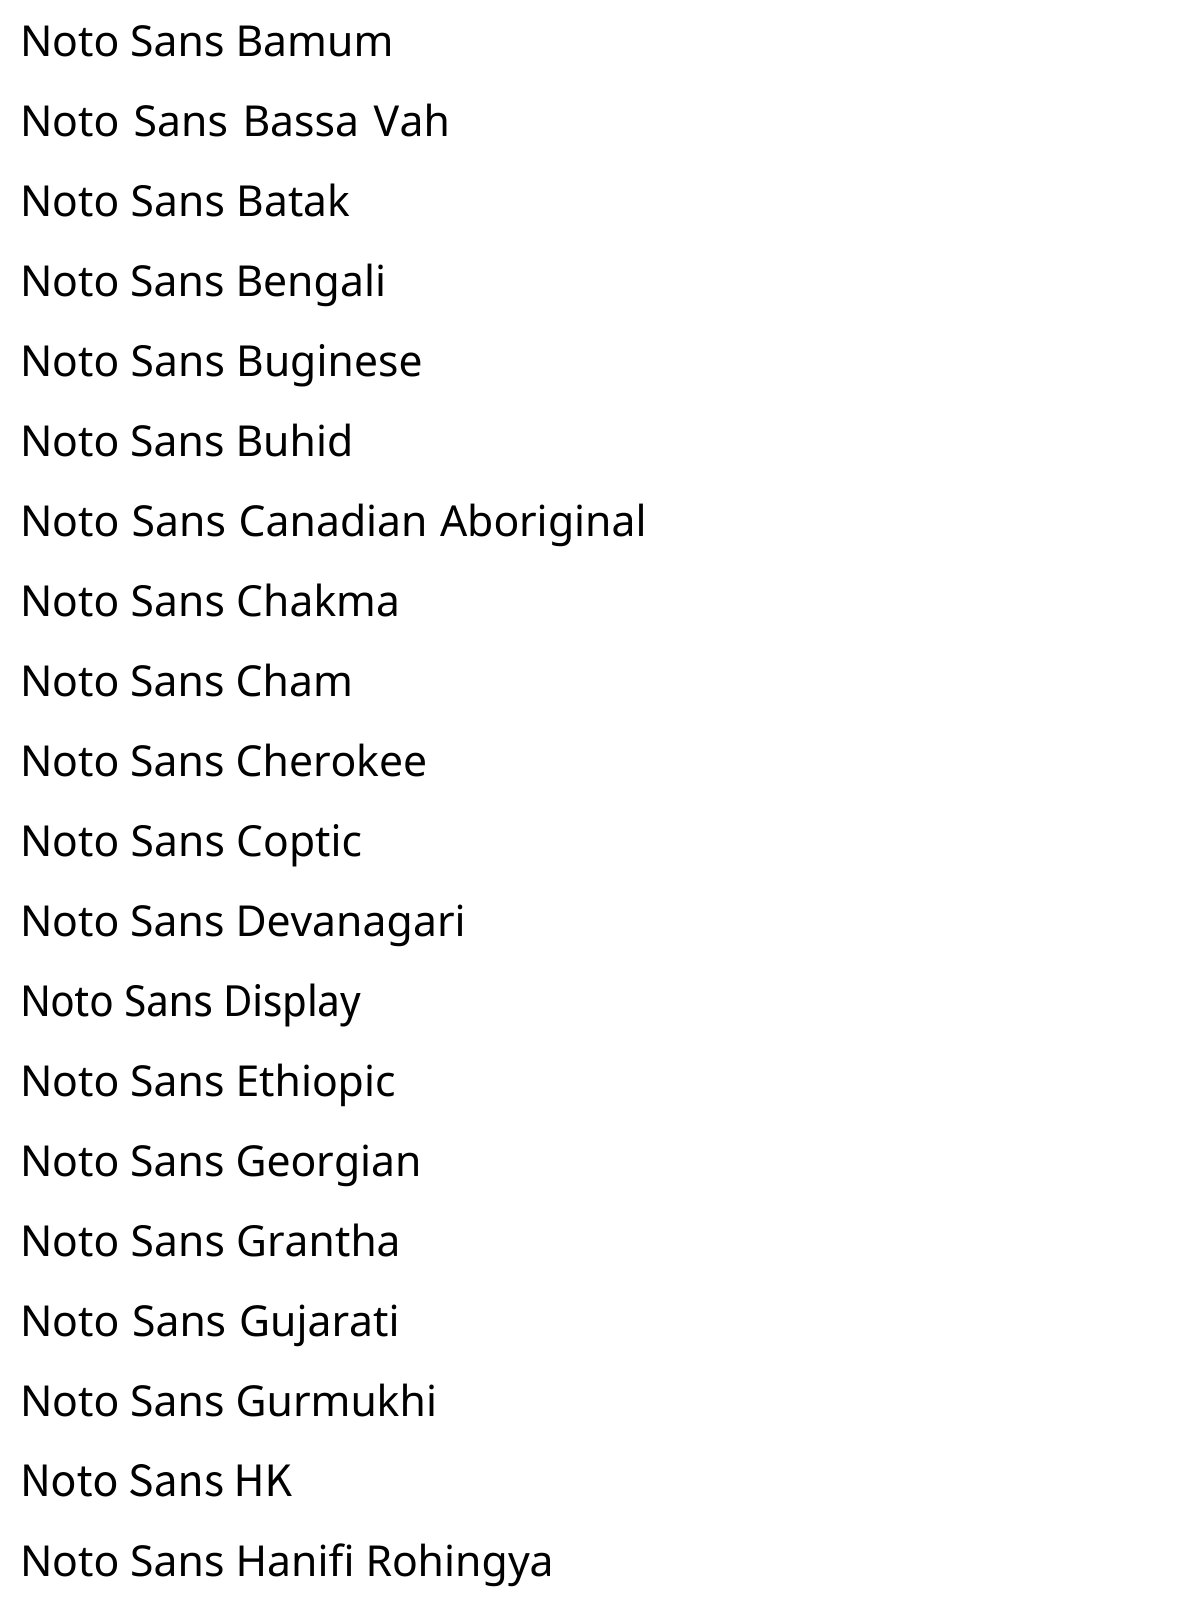 Noto Sans Bamum
Noto Sans Bassa Vah
Noto Sans Batak
Noto Sans Bengali
Noto Sans Buginese
Noto Sans Buhid
Noto Sans Canadian Aboriginal
Noto Sans Chakma
Noto Sans Cham
Noto Sans Cherokee
Noto Sans Coptic
Noto Sans Devanagari
Noto Sans Display
Noto Sans Ethiopic
Noto Sans Georgian
Noto Sans Grantha
Noto Sans Gujarati
Noto Sans Gurmukhi
Noto Sans HK
Noto Sans Hanifi Rohingya